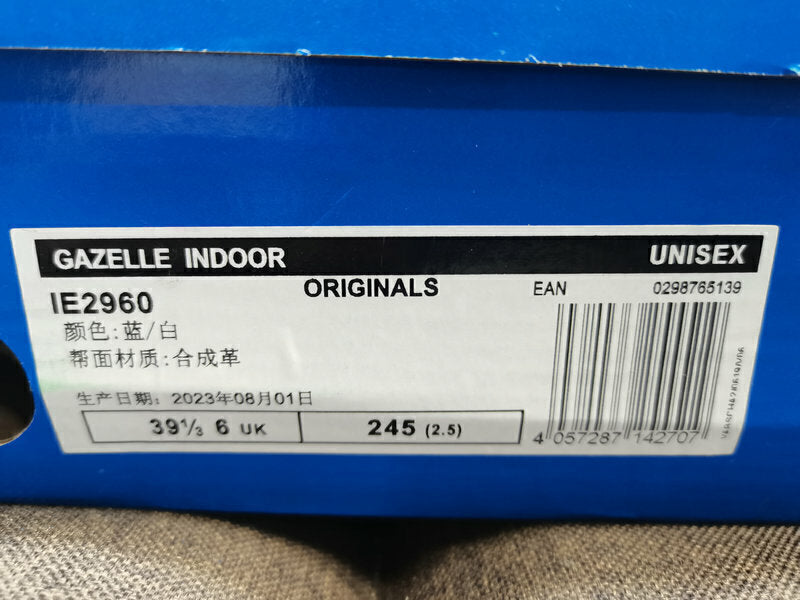 GAZELLE INDOOR UNISEX
ORIGINALS EAN 0298765139
IE2960
颜色:蓝/白
帮面材质:合成革
生产日期: 2023年08月01日
39⅓ 6 UK 245 (2.5)
4 057287 142707